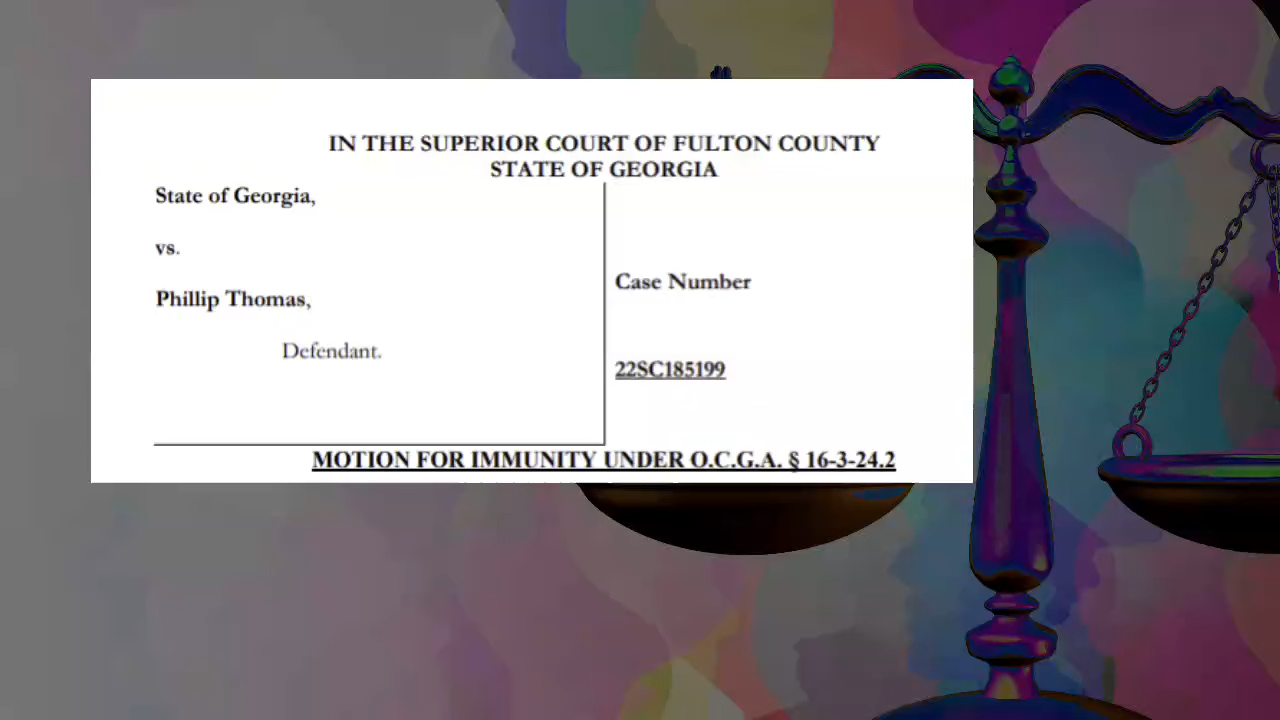 IN THE SUPERIOR COURT OF FULTON COUNTY
STATE OF GEORGIA
State of Georgia,
vs.
Phillip Thomas,
Defendant.
Case Number
22SC185199
MOTION FOR IMMUNITY UNDER O.C.G.A. § 16-3-24.2